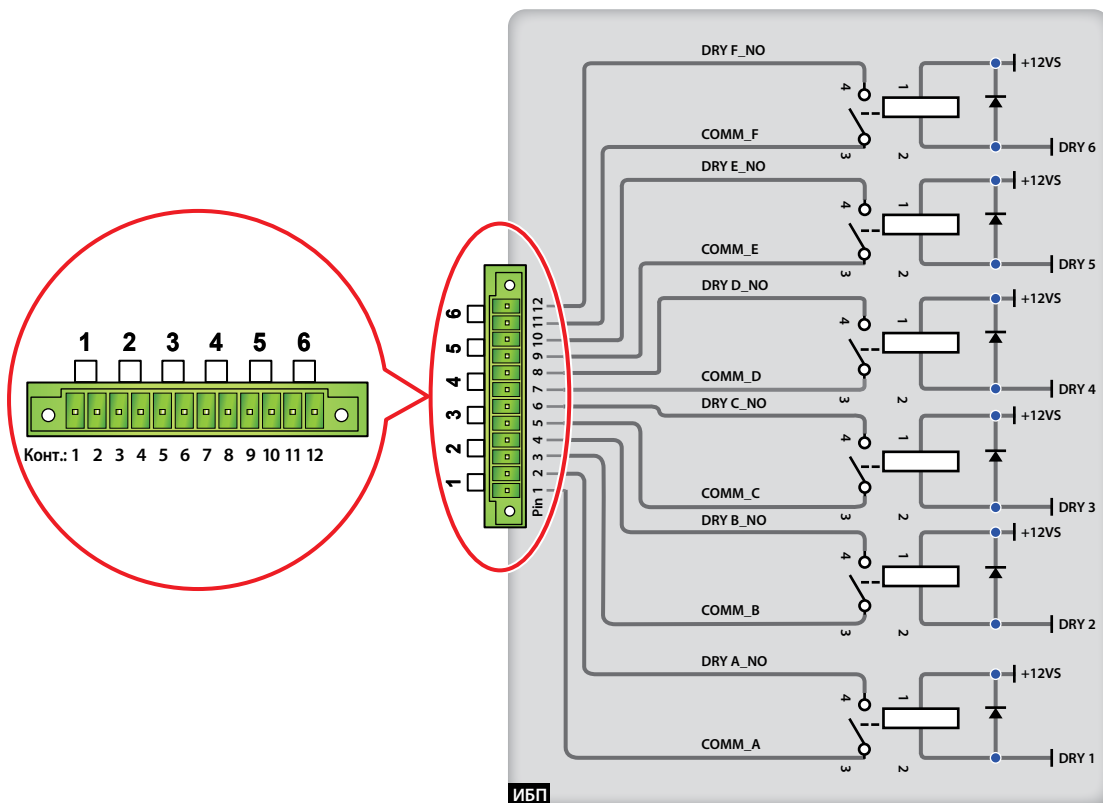 DRY F_NO
4 1 +12VS
COMM_F
3 2 DRY 6
DRY E_NO
4 1 +12VS
COMM_E
3 2 DRY 5
DRY D_NO
4 1 +12VS
COMM_D
3 2 DRY 4
DRY C_NO
4 1 +12VS
COMM_C
3 2 DRY 3
DRY B_NO
4 1 +12VS
COMM_B
3 2 DRY 2
DRY A_NO
4 1 +12VS
COMM_A
3 2 DRY 1
1 2 3 4 5 6
Конт.: 1 2 3 4 5 6 7 8 9 10 11 12
1 2 3 4 5 6
Pin 1 2 3 4 5 6 7 8 9 10 11 12
ИБП